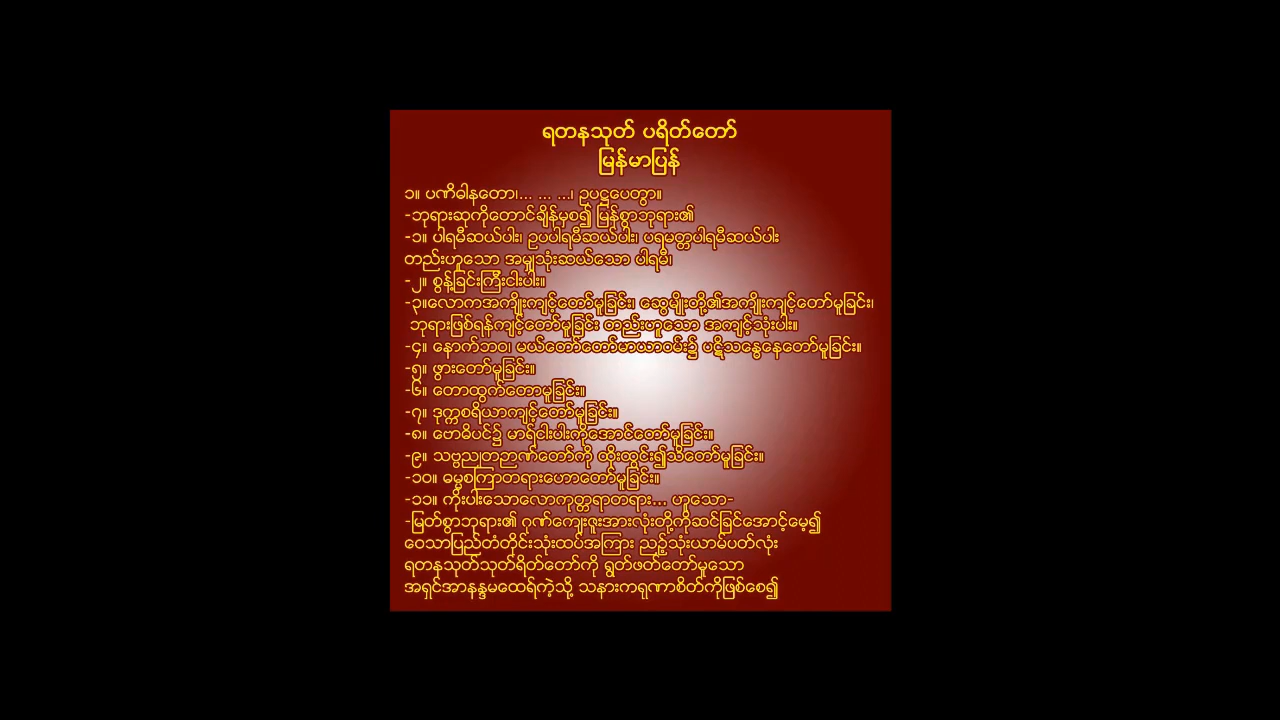 ရတနသုတ် ပရိတ်တော်
မြန်မာပြန်
၁။ ပဏိဓါနတော၊... ... ...၊ ဥပဋ္ဌပေတွာ။
-ဘုရားဆုကိုတောင်ချိန်မှစ၍ မြန်စွာဘုရား၏
-၁။ ပါရမီဆယ်ပါး၊ ဥပပါရမီဆယ်ပါး၊ ပရမတ္တပါရမီဆယ်ပါး
တည်းဟူသော အမျှသုံးဆယ်သော ပါရမီ၊
-၂။ စွန့်ခြင်းကြီးငါးပါး။
-၃။လောကအကျိုးကျင့်တော်မူခြင်း၊ ဆွေမျိုးတို့၏အကျိုးကျင့်တော်မူခြင်း၊
ဘုရားဖြစ်ရန်ကျင့်တော်မူခြင်း တည်းဟူသော အကျင့်သုံးပါး။
-၄။ နောက်ဘဝ၊ မယ်တော်တော်မာယာဝမ်း၌ ပဋိသန္ဓေနေတော်မူခြင်း။
-၅။ ဖွားတော်မူခြင်း။
-၆။ တောထွက်တောမူခြင်း။
-၇။ ဒုက္ကစရိယာကျင့်တော်မူခြင်း။
-၈။ ဗောဓိပင်၌ မာရ်ငါးပါးကိုအောင်တော်မူခြင်း။
-၉။ သဗ္ဗညုတဉာဏ်တော်ကို ထိုးထွင်း၍သိတော်မူခြင်း။
-၁၀။ ဓမ္မစကြာတရားဟောတော်မူခြင်း။
-၁၁။ ကိုးပါးသောလောကုတ္တရာတရား... ဟူသော-
-မြတ်စွာဘုရား၏ ဂုဏ်ကျေးဇူးအားလုံးတို့ကိုဆင်ခြင်အောင့်မေ့၍
ဝေသာပြည်တံတိုင်းသုံးထပ်အကြား ညဉ့်သုံးယာမ်ပတ်လုံး
ရတနသုတ်သုတ်ရိတ်တော်ကို ရွတ်ဖတ်တော်မူသော
အရှင်အာနန္ဒမထေရ်ကဲ့သို့ သနားကရုဏာစိတ်ကိုဖြစ်စေ၍